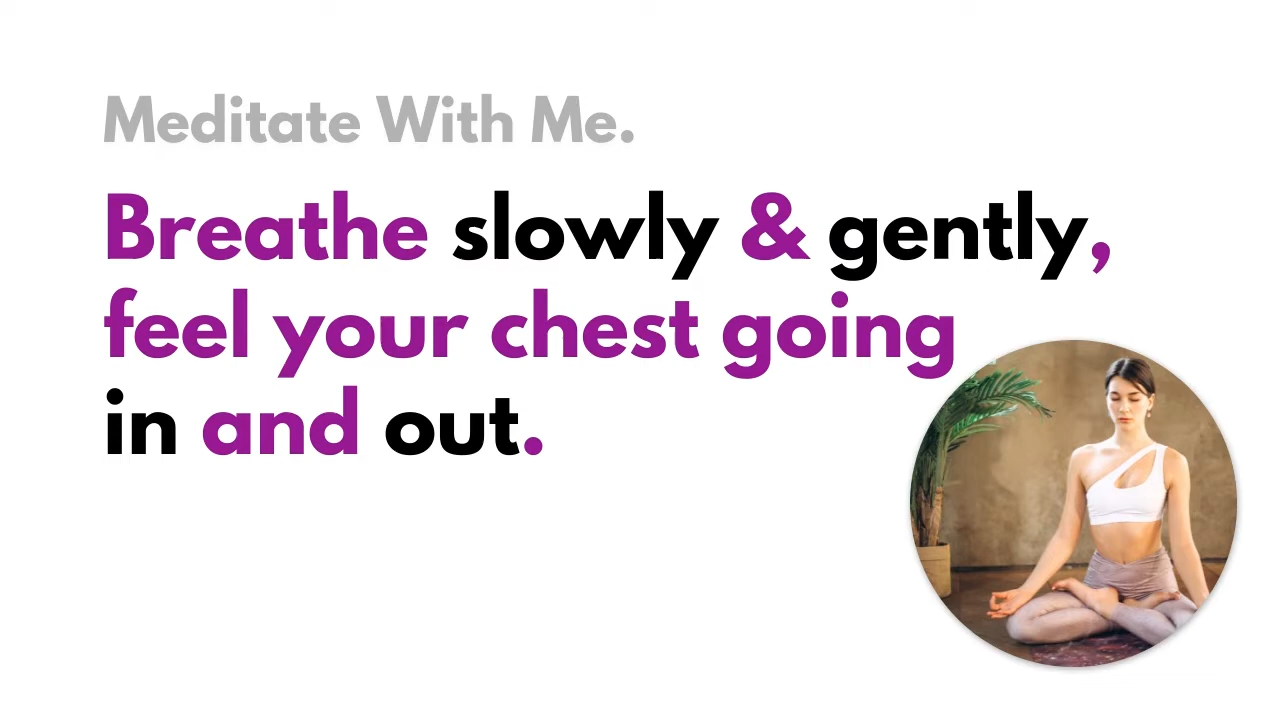 Meditate With Me.
Breathe slowly & gently,
feel your chest going
in and out.